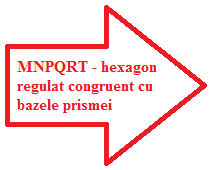 MNPQRT - hexagon
regulat congruent cu
bazele prismei